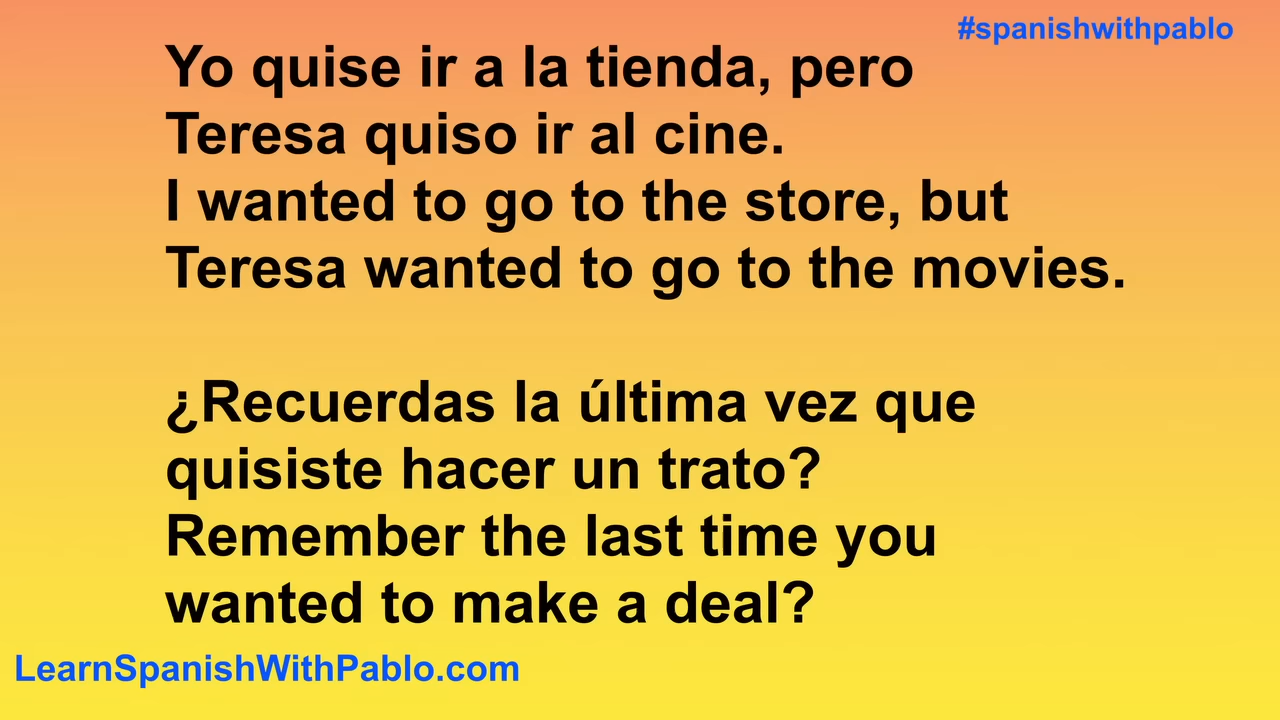 #spanishwithpablo
Yo quise ir a la tienda, pero
Teresa quiso ir al cine.
I wanted to go to the store, but
Teresa wanted to go to the movies.
¿Recuerdas la última vez que
quisiste hacer un trato?
Remember the last time you
wanted to make a deal?
LearnSpanishWithPablo.com